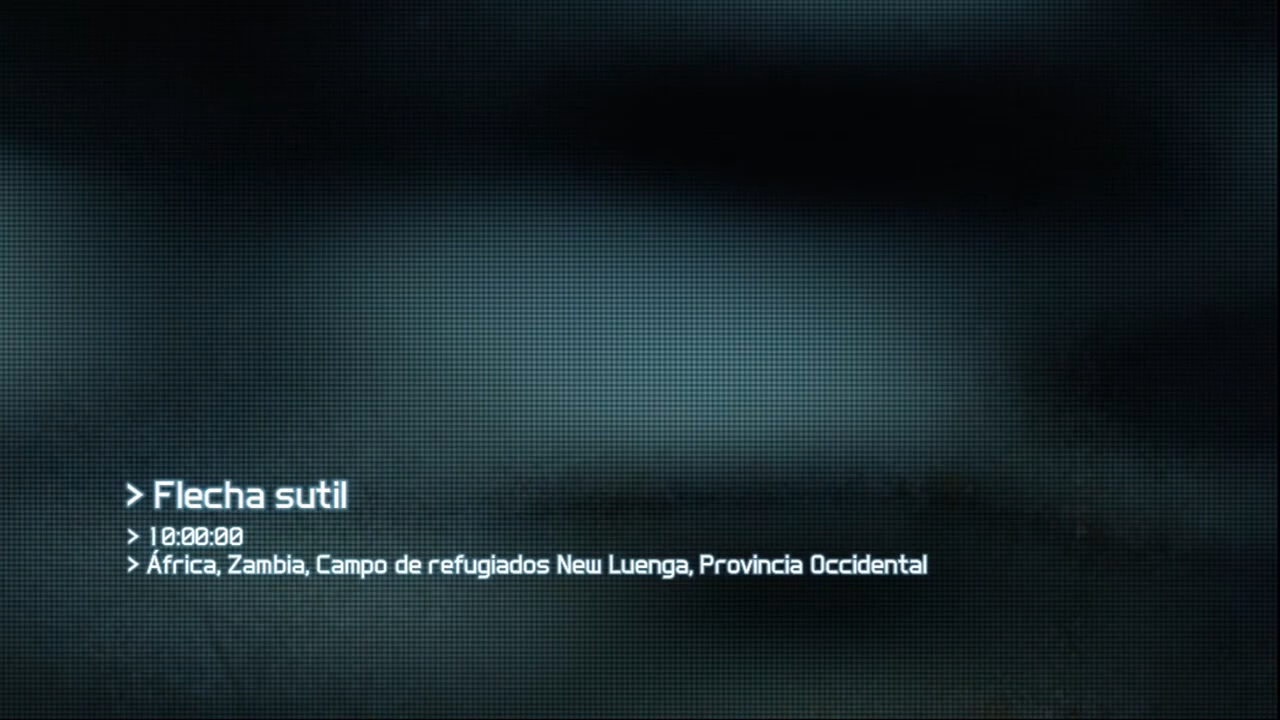 > Flecha sutil
> 10:00:00
> África, Zambia, Campo de refugiados New Luenga, Provincia Occidental